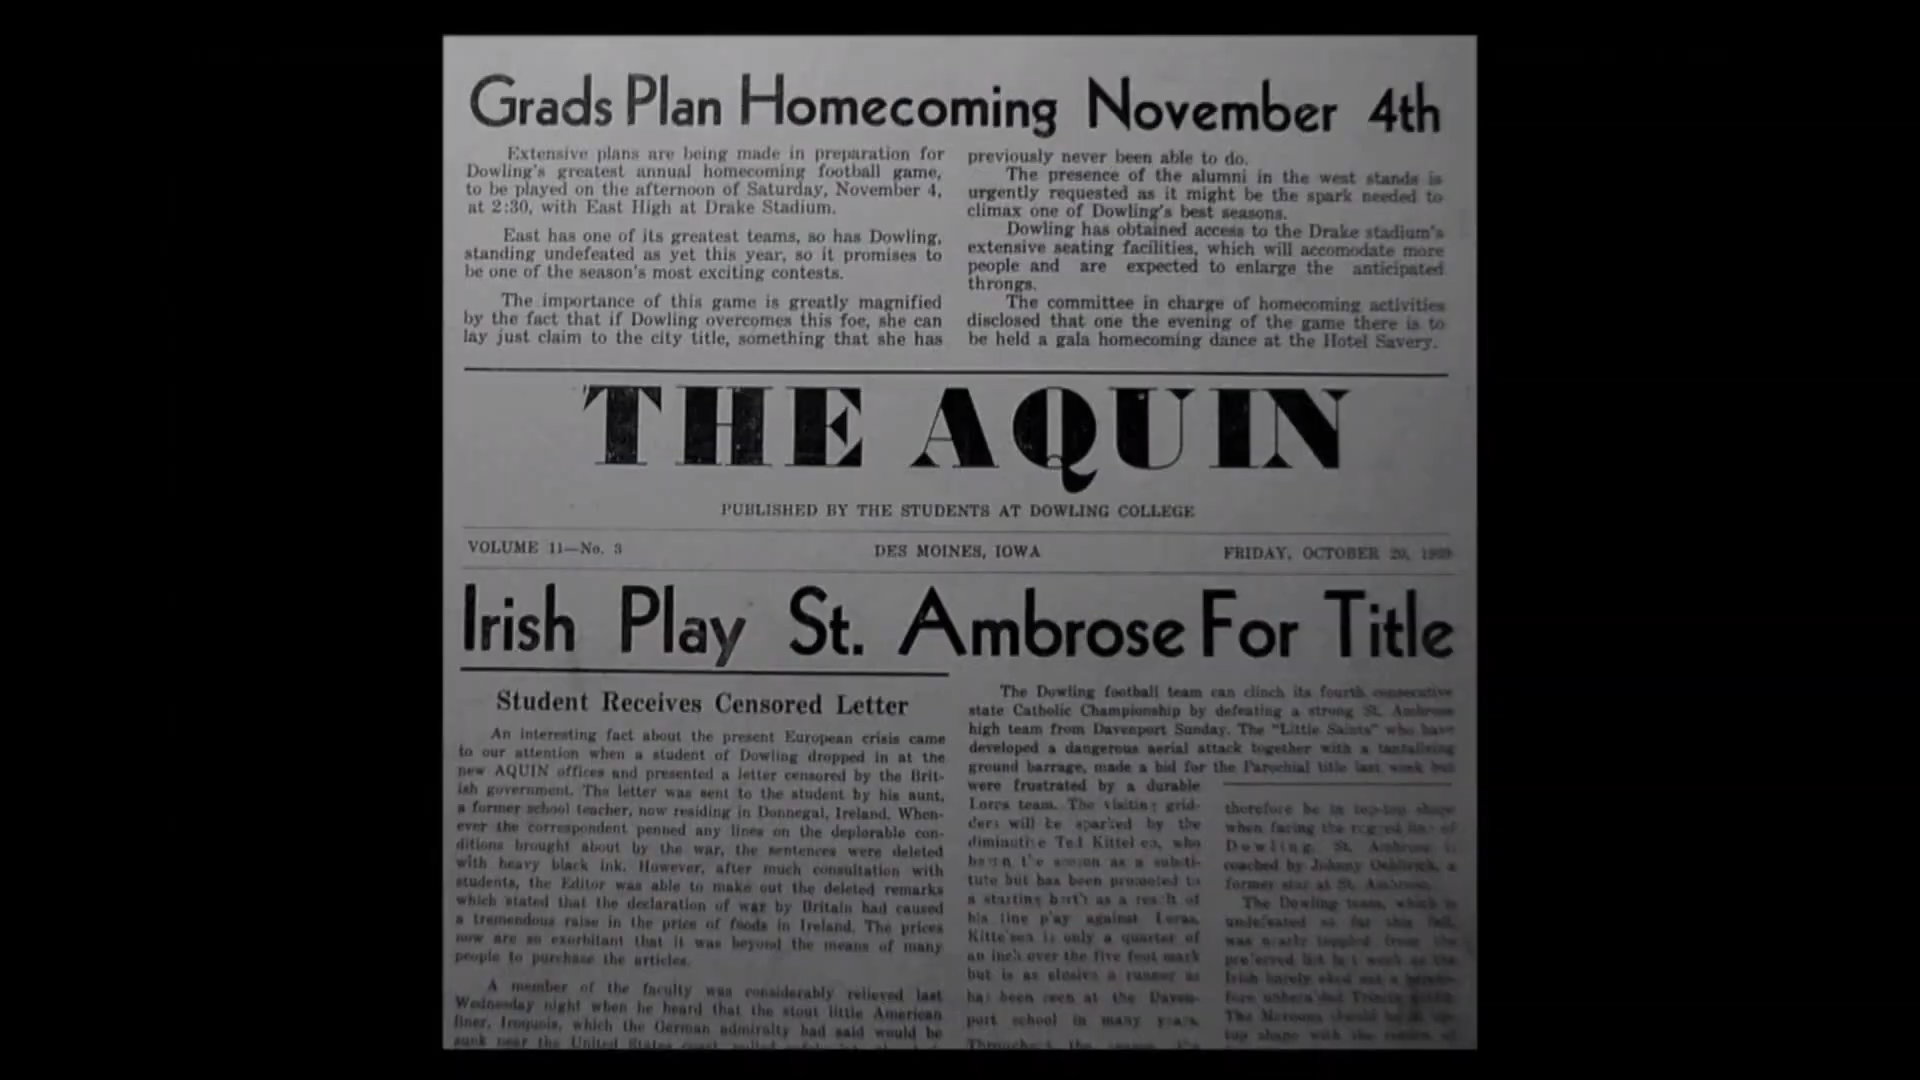 Grads Plan Homecoming November 4th
Extensive plans are being made in preparation for
Dowling's greatest annual homecoming football game,
to be played on the afternoon of Saturday, November 4,
at 2:30, with East High at Drake Stadium.
East has one of its greatest teams, so has Dowling,
standing undefeated as yet this year, so it promises to
be one of the season's most exciting contests.
The importance of this game is greatly magnified
by the fact that if Dowling overcomes this foe, she can
lay just claim to the city title, something that she has
previously never been able to do.
The presence of the alumni in the west stands is
urgently requested as it might be the spark needed to
climax one of Dowling's best seasons.
Dowling has obtained access to the Drake stadium's
extensive seating facilities, which will accomodate more
people and are expected to enlarge the anticipated
throngs.
The committee in charge of homecoming activities
disclosed that one the evening of the game there is to
be held a gala homecoming dance at the Hotel Savery.
THE AQUIN
PUBLISHED BY THE STUDENTS AT DOWLING COLLEGE
VOLUME 11—No. 3
DES MOINES, IOWA
FRIDAY, OCTOBER 20, 1939
Irish Play St. Ambrose For Title
Student Receives Censored Letter
An interesting fact about the present European crisis came
to our attention when a student of Dowling dropped in at the
new AQUIN offices and presented a letter censored by the Brit-
ish government. The letter was sent to the student by his aunt,
a former school teacher, now residing in Donnegal, Ireland. When-
ever the correspondent penned any lines on the deplorable con-
ditions brought about by the war, the sentences were deleted
with heavy black ink. However, after much consultation with
students, the Editor was able to make out the deleted remarks
which stated that the declaration of war by Britain had caused
a tremendous raise in the price of foods in Ireland. The prices
now are so exorbitant that it was beyond the means of many
people to purchase the articles.
A member of the faculty was considerably relieved last
Wednesday night when he heard that the stout little American
liner, Iroquois, which the German admiralty had said would be
sunk near the United States coast,
The Dowling football team can clinch its fourth consecutive
state Catholic Championship by defeating a strong St. Ambrose
high team from Davenport Sunday. The "Little Saints" who have
developed a dangerous aerial attack together with a tantalizing
ground barrage, made a bid for the Parochial title last week but
were frustrated by a durable
Loras team. The visiting grid-
ders will be sparked by the
diminutive Ted who
began the season as a substi-
tute but has been promoted to
a starting berth as a result of
his line play against Loras.
is only a quarter of
an inch over the five foot mark
but is as elusive a runner as
has been seen at the Daven-
port school in many years.
Throughout the season, the
therefore be in tip-top shape
when facing the rugged line of
Dowling. St. Ambrose is
coached by Johnny a
former star at St. Ambrose.
The Dowling team, which is
undefeated so far this fall,
was nearly toppled from the
preferred list last week as the
Irish barely eked out a
fore unheralded Trinity
The Maroons should be in tip-
top shape with the of